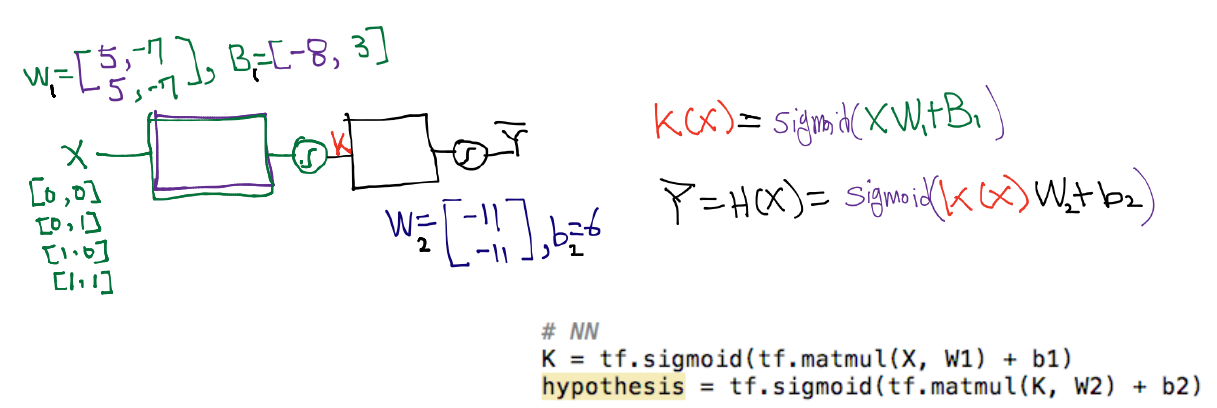 W₁=[5,-7
5,-7], B₁=[-8, 3]
X
K
Y̅
[0,0]
[0,1]
[1,0]
[1,1]
W₂=[-11
-11], b₂=6
K(X)= sigmoid(XW₁+B₁)
Y̅=H(X)= sigmoid(K(X)W₂+b₂)
# NN
K = tf.sigmoid(tf.matmul(X, W1) + b1)
hypothesis = tf.sigmoid(tf.matmul(K, W2) + b2)